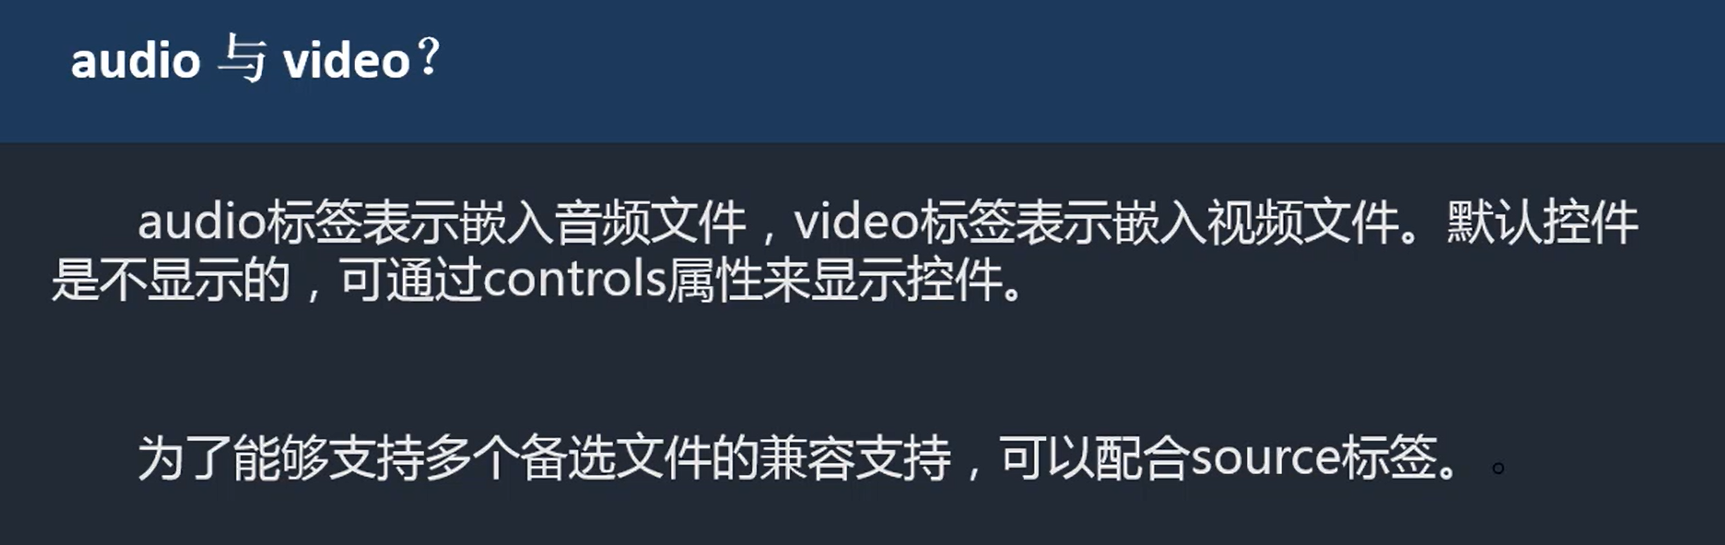 audio 与 video？
audio标签表示嵌入音频文件，video标签表示嵌入视频文件。默认控件
是不显示的，可通过controls属性来显示控件。
为了能够支持多个备选文件的兼容支持，可以配合source标签。 。